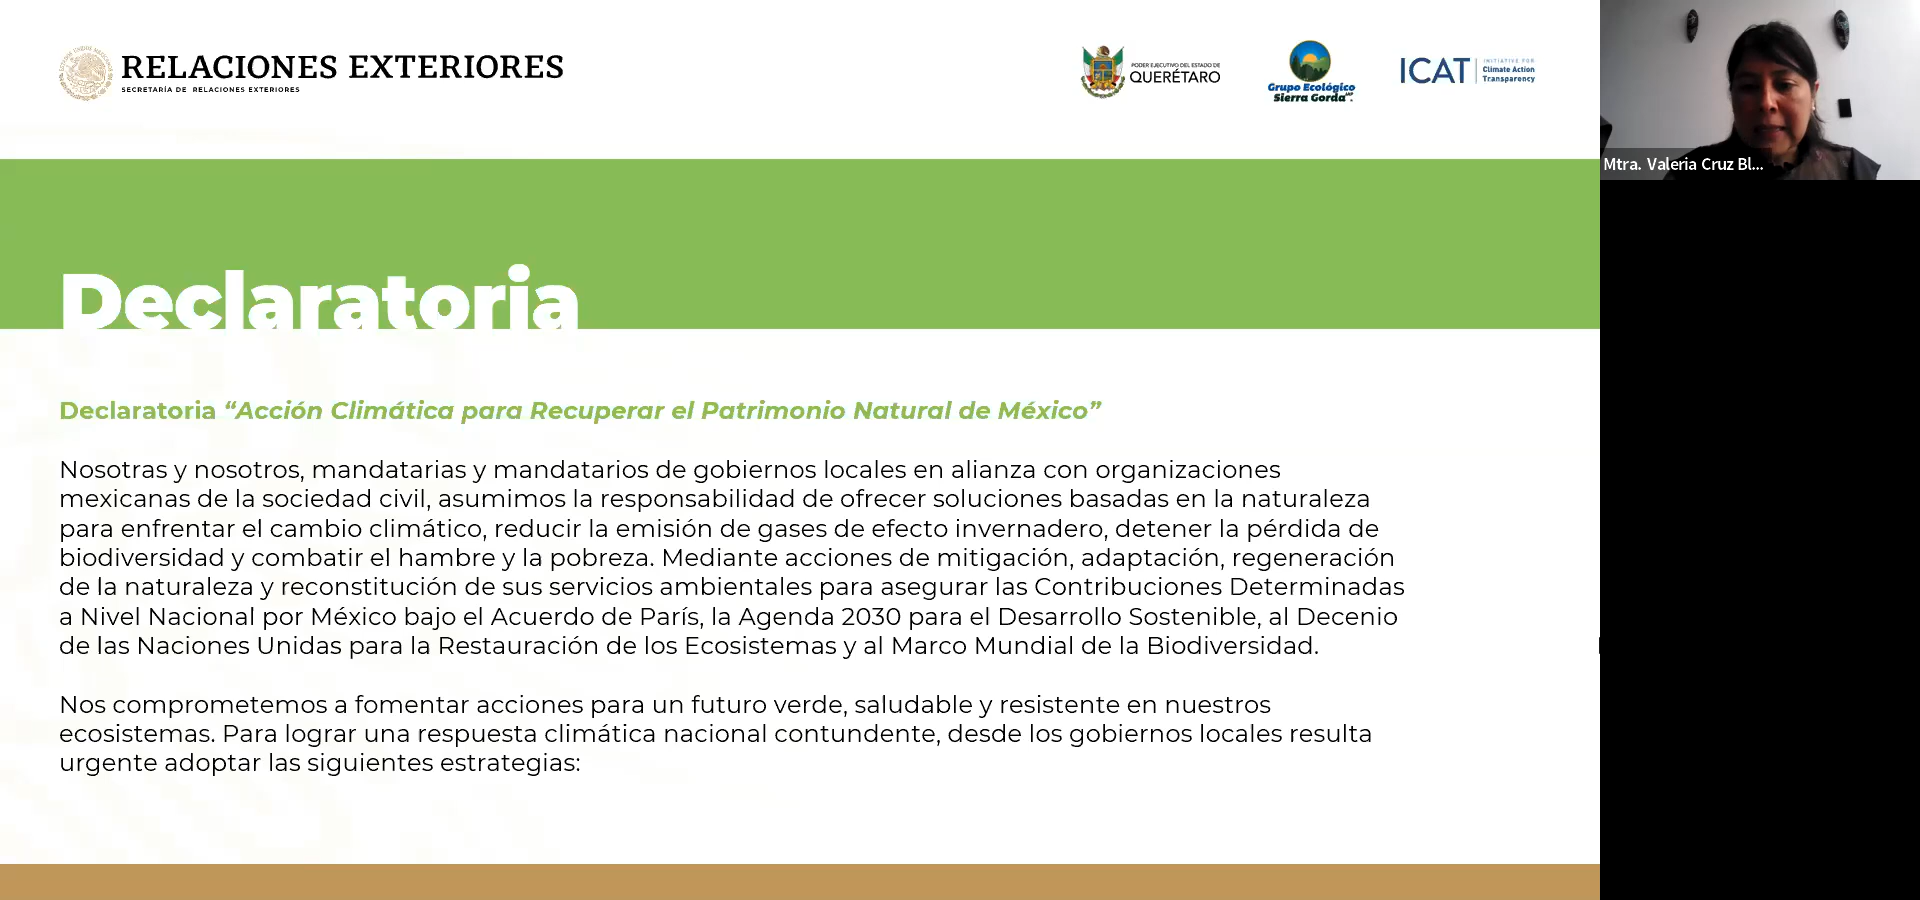 RELACIONES EXTERIORES
SECRETARÍA DE RELACIONES EXTERIORES
PODER EJECUTIVO DEL ESTADO DE
QUERÉTARO
Grupo Ecológico
Sierra Gorda
ICAT
INITIATIVE FOR
Climate Action
Transparency
Mtra. Valeria Cruz Bl...
Declaratoria
Declaratoria “Acción Climática para Recuperar el Patrimonio Natural de México”
Nosotras y nosotros, mandatarias y mandatarios de gobiernos locales en alianza con organizaciones
mexicanas de la sociedad civil, asumimos la responsabilidad de ofrecer soluciones basadas en la naturaleza
para enfrentar el cambio climático, reducir la emisión de gases de efecto invernadero, detener la pérdida de
biodiversidad y combatir el hambre y la pobreza. Mediante acciones de mitigación, adaptación, regeneración
de la naturaleza y reconstitución de sus servicios ambientales para asegurar las Contribuciones Determinadas
a Nivel Nacional por México bajo el Acuerdo de París, la Agenda 2030 para el Desarrollo Sostenible, al Decenio
de las Naciones Unidas para la Restauración de los Ecosistemas y al Marco Mundial de la Biodiversidad.
Nos comprometemos a fomentar acciones para un futuro verde, saludable y resistente en nuestros
ecosistemas. Para lograr una respuesta climática nacional contundente, desde los gobiernos locales resulta
urgente adoptar las siguientes estrategias: